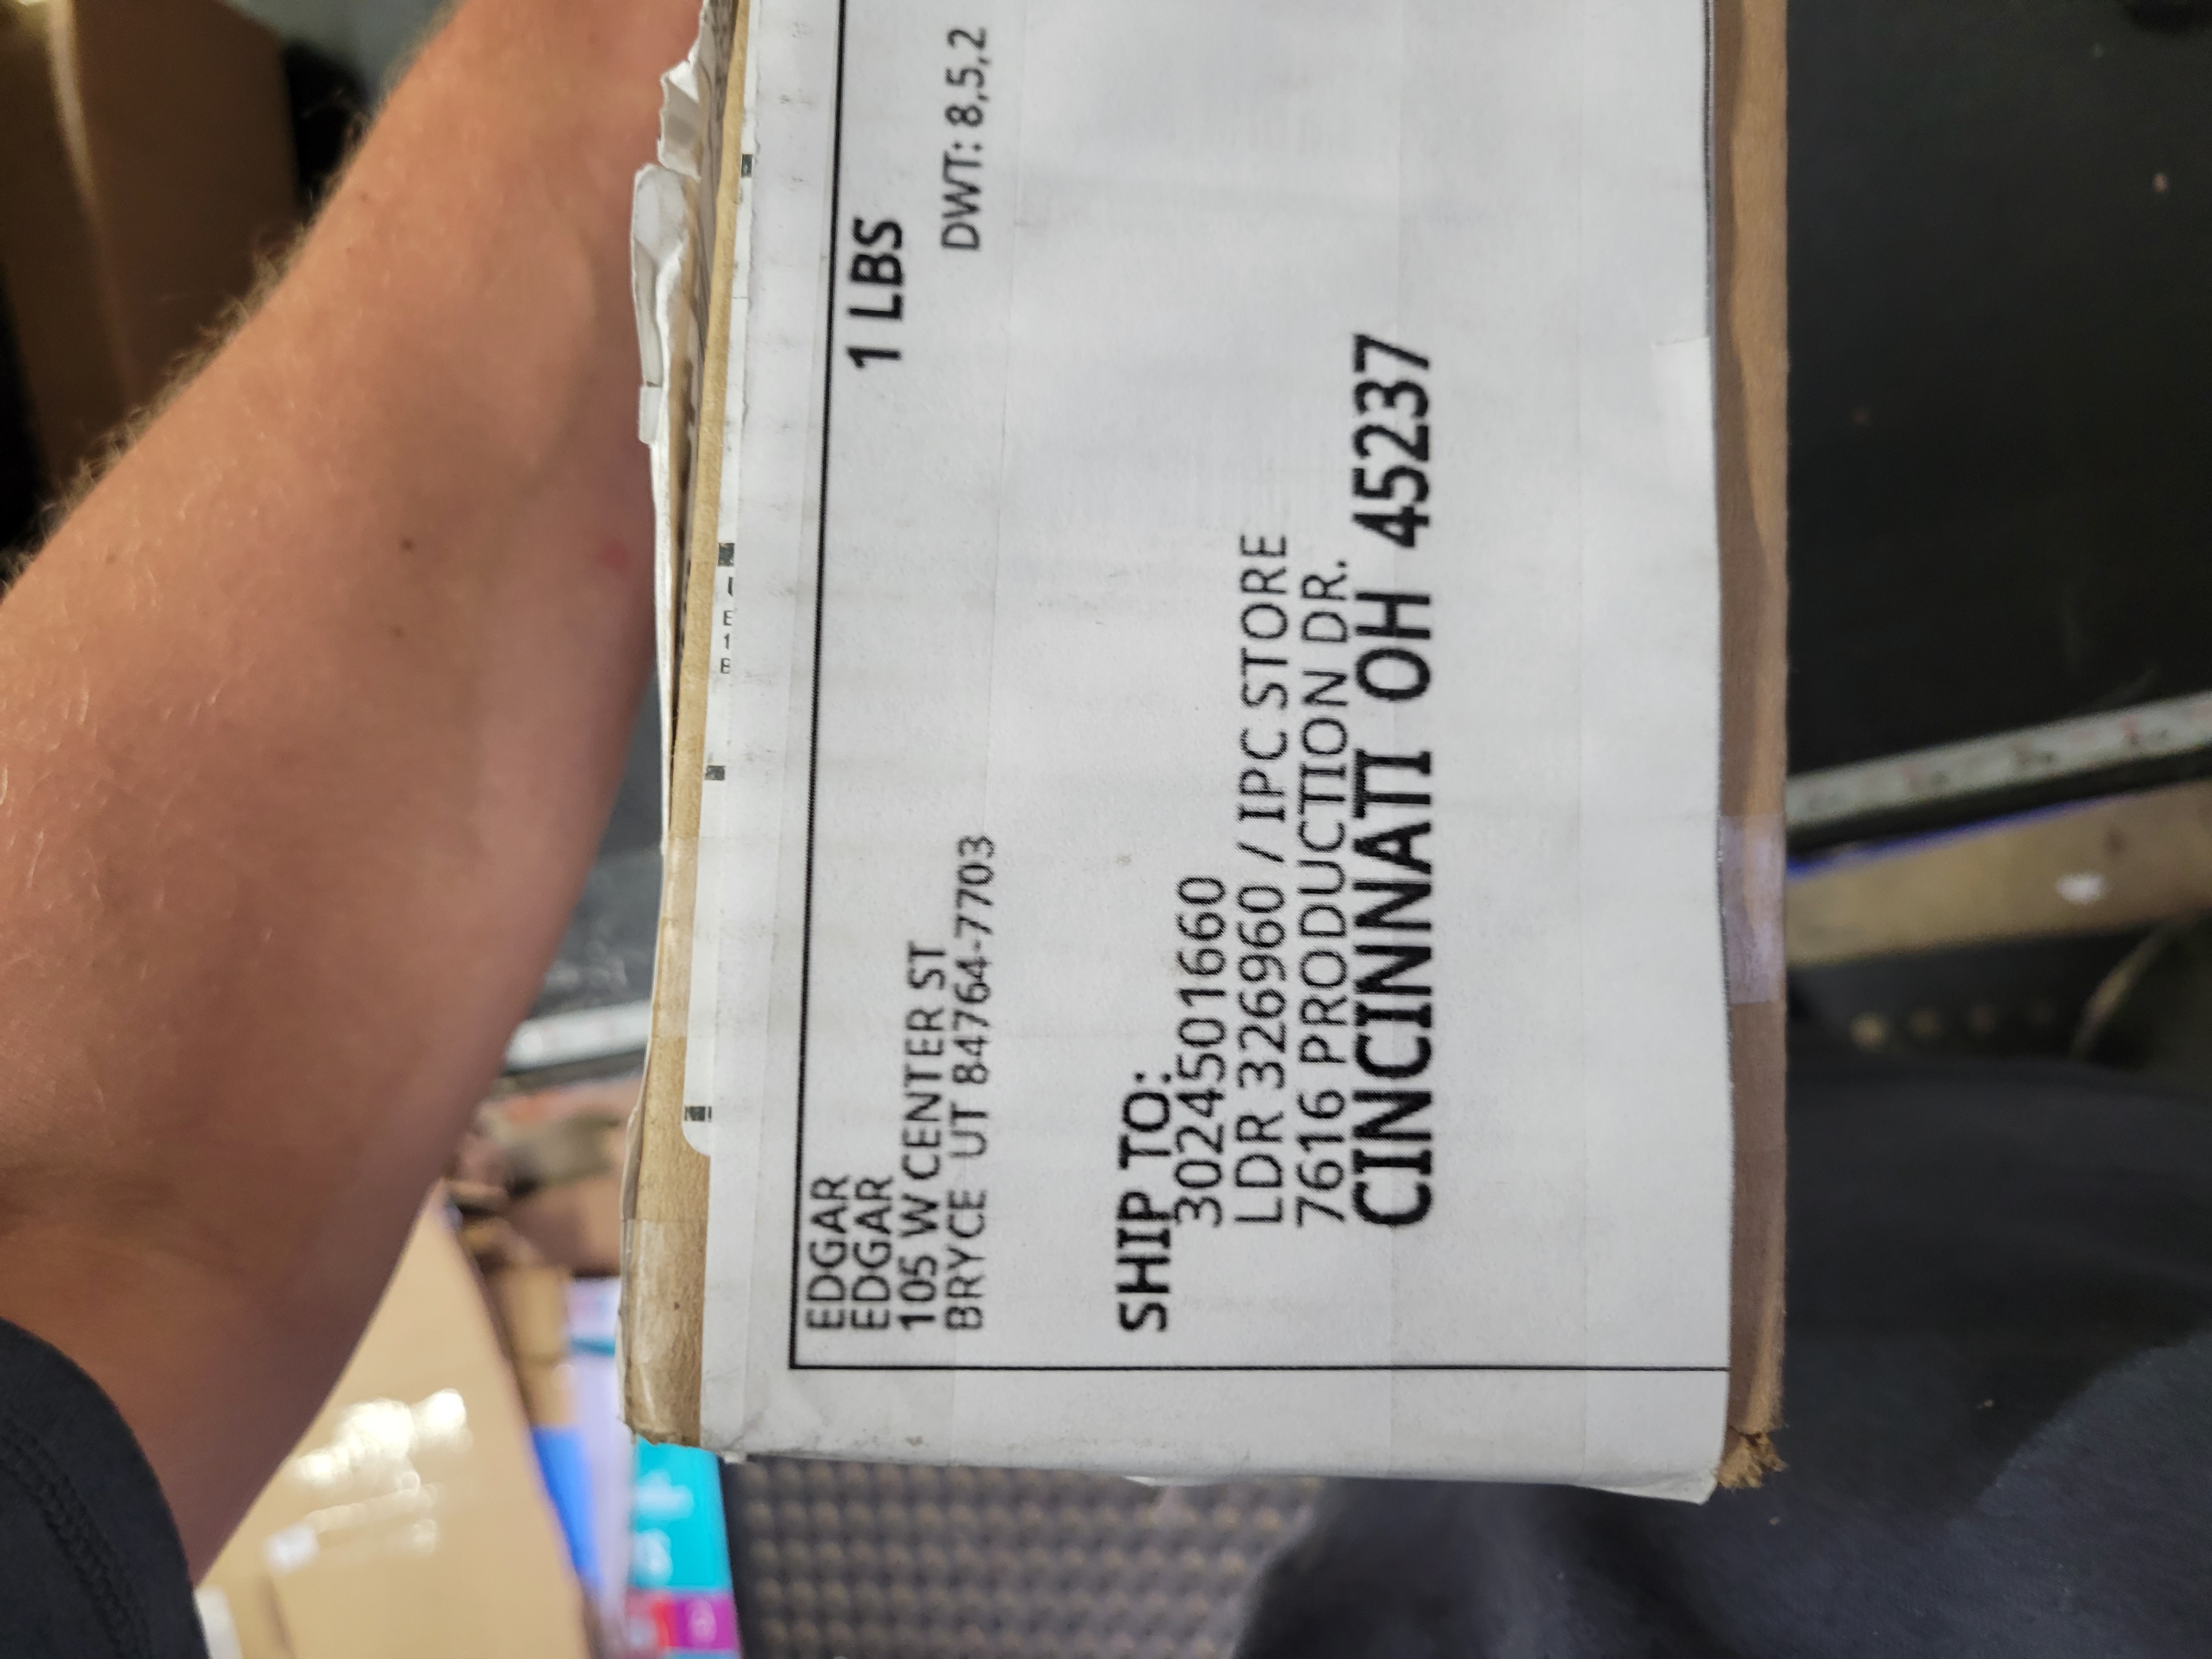 EDGAR
EDGAR
105 W CENTER ST
BRYCE UT 84764-7703
1 LBS
DWT: 8,5,2
SHIP TO:
3024501660
LDR 3269960 / IPC STORE
7616 PRODUCTION DR.
CINCINNATI OH 45237